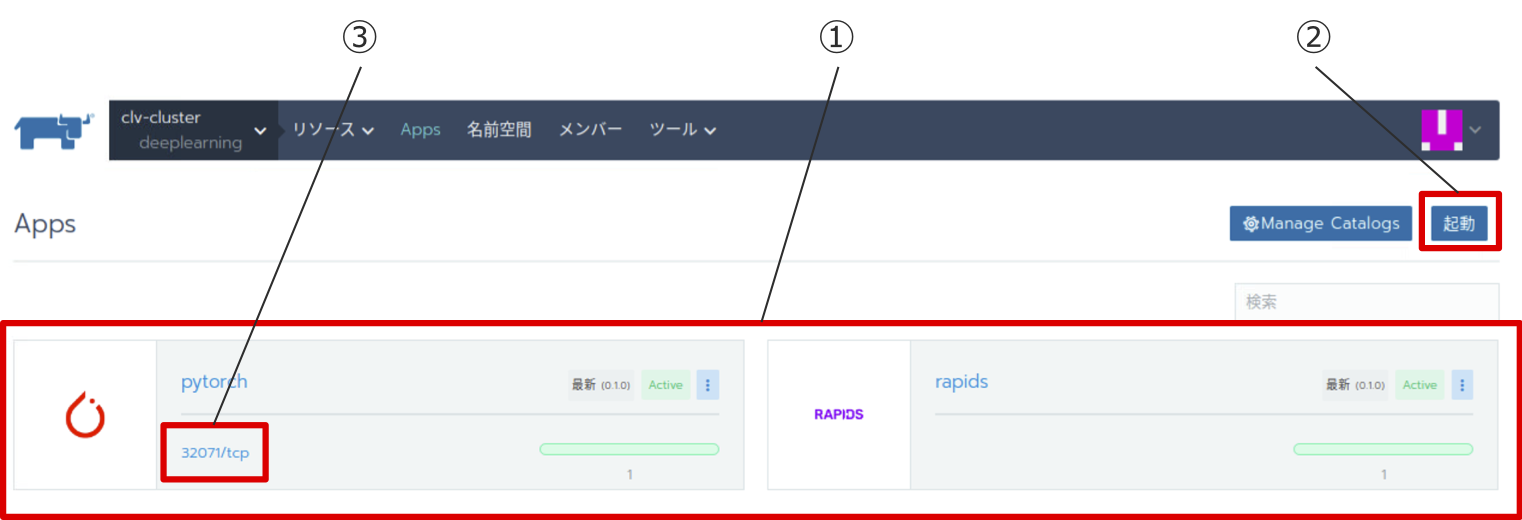 ③ ① ②
clv-cluster
deeplearning
リソース Apps 名前空間 メンバー ツール
Apps
Manage Catalogs 起動
検索
pytorch 最新 (0.1.0) Active
32071/tcp
1
RAPIDS
rapids 最新 (0.1.0) Active
1